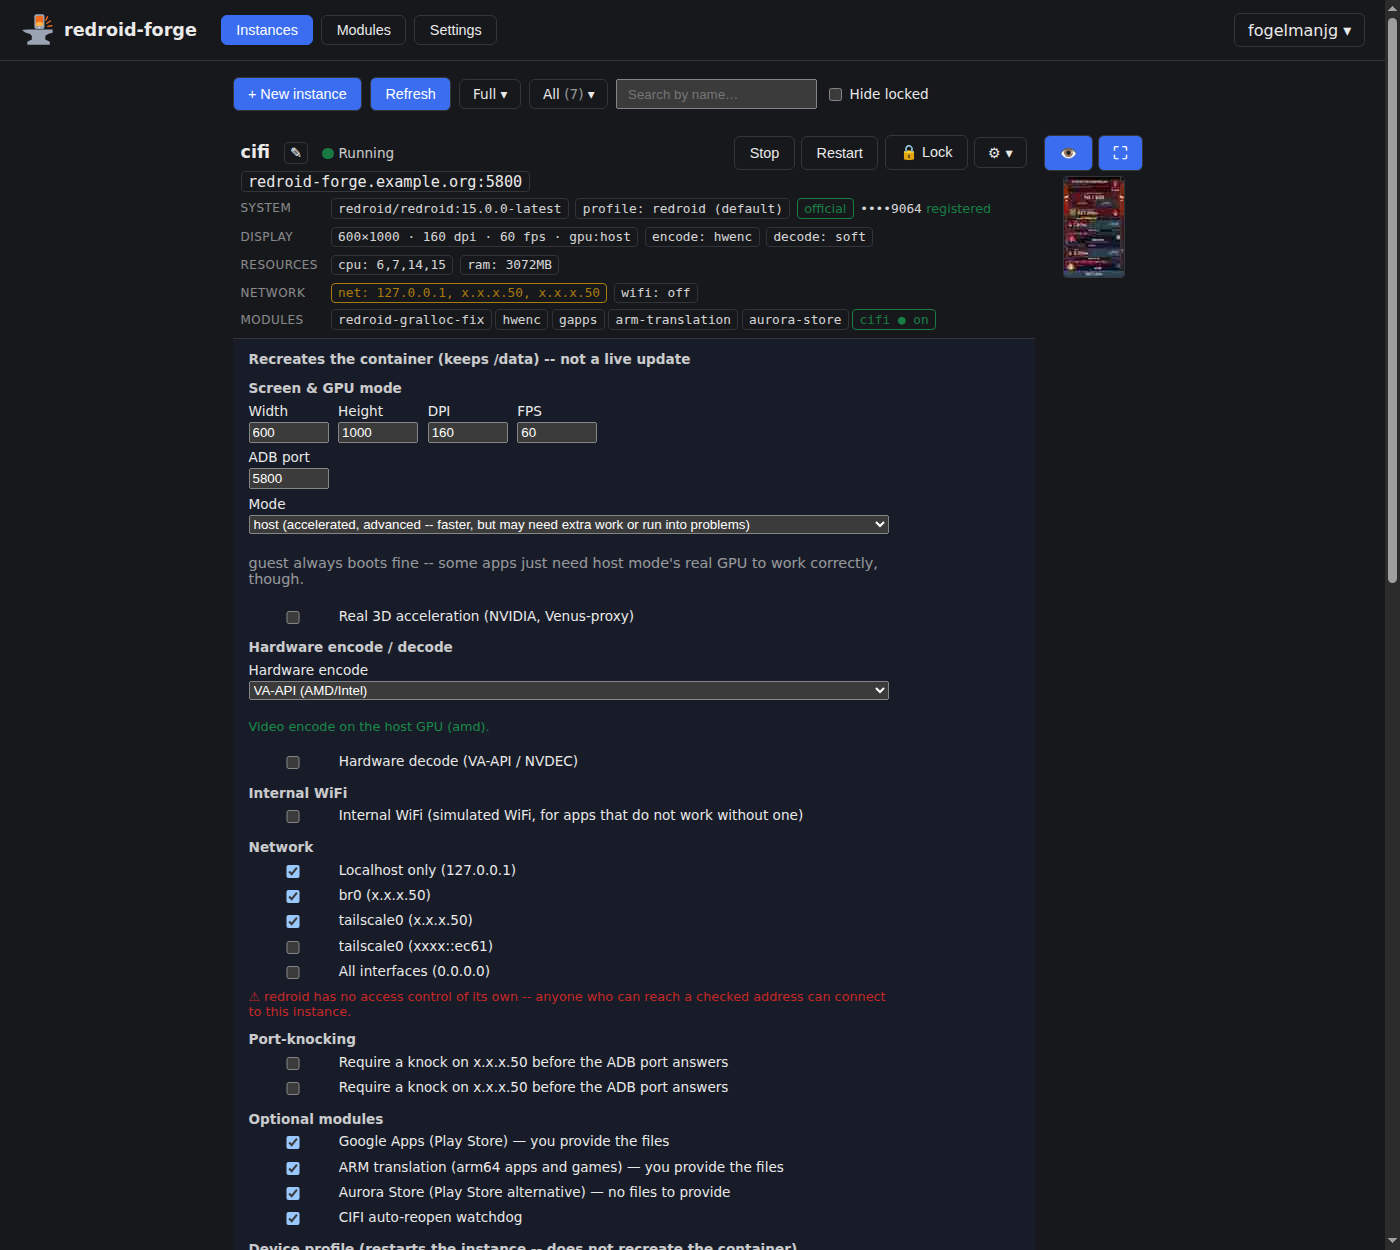 redroid-forge
Instances
Modules
Settings
fogelmanjg ▾
+ New instance
Refresh
Full ▾
All (7) ▾
Search by name…
Hide locked
cifi
Running
Stop
Restart
🔒 Lock
redroid-forge.example.org:5800
SYSTEM redroid/redroid:15.0.0-latest profile: redroid (default) official ••••9064 registered
DISPLAY 600×1000 · 160 dpi · 60 fps · gpu:host encode: hwenc decode: soft
RESOURCES cpu: 6,7,14,15 ram: 3072MB
NETWORK net: 127.0.0.1, x.x.x.50, x.x.x.50 wifi: off
MODULES redroid-gralloc-fix hwenc gapps arm-translation aurora-store cifi ● on
Recreates the container (keeps /data) -- not a live update
Screen & GPU mode
Width Height DPI FPS
600 1000 160 60
ADB port
5800
Mode
host (accelerated, advanced -- faster, but may need extra work or run into problems)
guest always boots fine -- some apps just need host mode's real GPU to work correctly,
though.
Real 3D acceleration (NVIDIA, Venus-proxy)
Hardware encode / decode
Hardware encode
VA-API (AMD/Intel)
Video encode on the host GPU (amd).
Hardware decode (VA-API / NVDEC)
Internal WiFi
Internal WiFi (simulated WiFi, for apps that do not work without one)
Network
Localhost only (127.0.0.1)
br0 (x.x.x.50)
tailscale0 (x.x.x.50)
tailscale0 (xxxx::ec61)
All interfaces (0.0.0.0)
⚠ redroid has no access control of its own -- anyone who can reach a checked address can connect
to this instance.
Port-knocking
Require a knock on x.x.x.50 before the ADB port answers
Require a knock on x.x.x.50 before the ADB port answers
Optional modules
Google Apps (Play Store) — you provide the files
ARM translation (arm64 apps and games) — you provide the files
Aurora Store (Play Store alternative) — no files to provide
CIFI auto-reopen watchdog
Device profile (restarts the instance -- does not recreate the container)